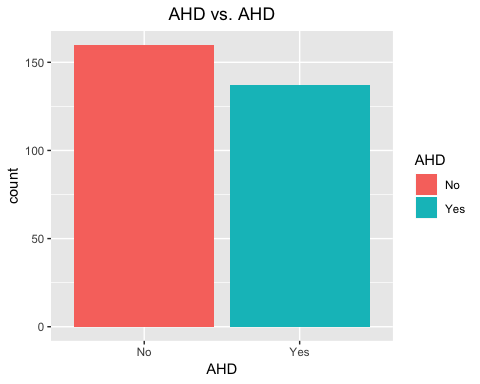 AHD vs. AHD
150
100
50
0
count
No
Yes
AHD
AHD
No
Yes